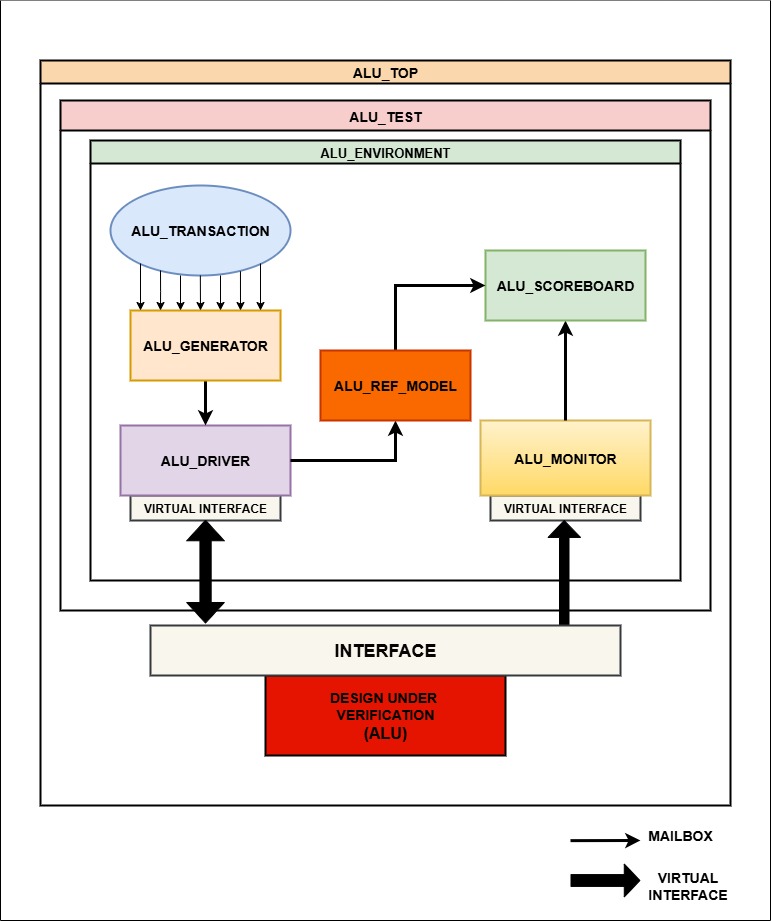 ALU_TOP
ALU_TEST
ALU_ENVIRONMENT
ALU_TRANSACTION
ALU_SCOREBOARD
ALU_GENERATOR
ALU_REF_MODEL
ALU_DRIVER
ALU_MONITOR
VIRTUAL INTERFACE
VIRTUAL INTERFACE
INTERFACE
DESIGN UNDER
VERIFICATION
(ALU)
MAILBOX
VIRTUAL
INTERFACE